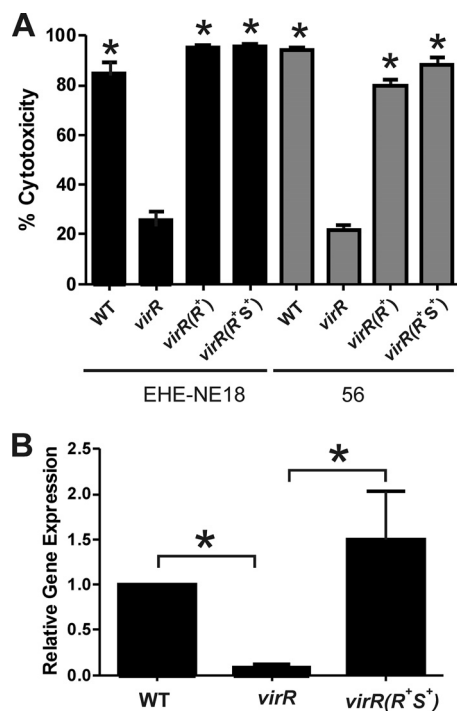 A
% Cytotoxicity
100
80
60
40
20
0
WT
virR
virR(R⁺)
virR(R⁺S⁺)
WT
virR
virR(R⁺)
virR(R⁺S⁺)
EHE-NE18
56
B
Relative Gene Expression
2.5
2.0
1.5
1.0
0.5
0.0
*
*
*
*
*
*
*
*
WT
virR
virR(R⁺S⁺)